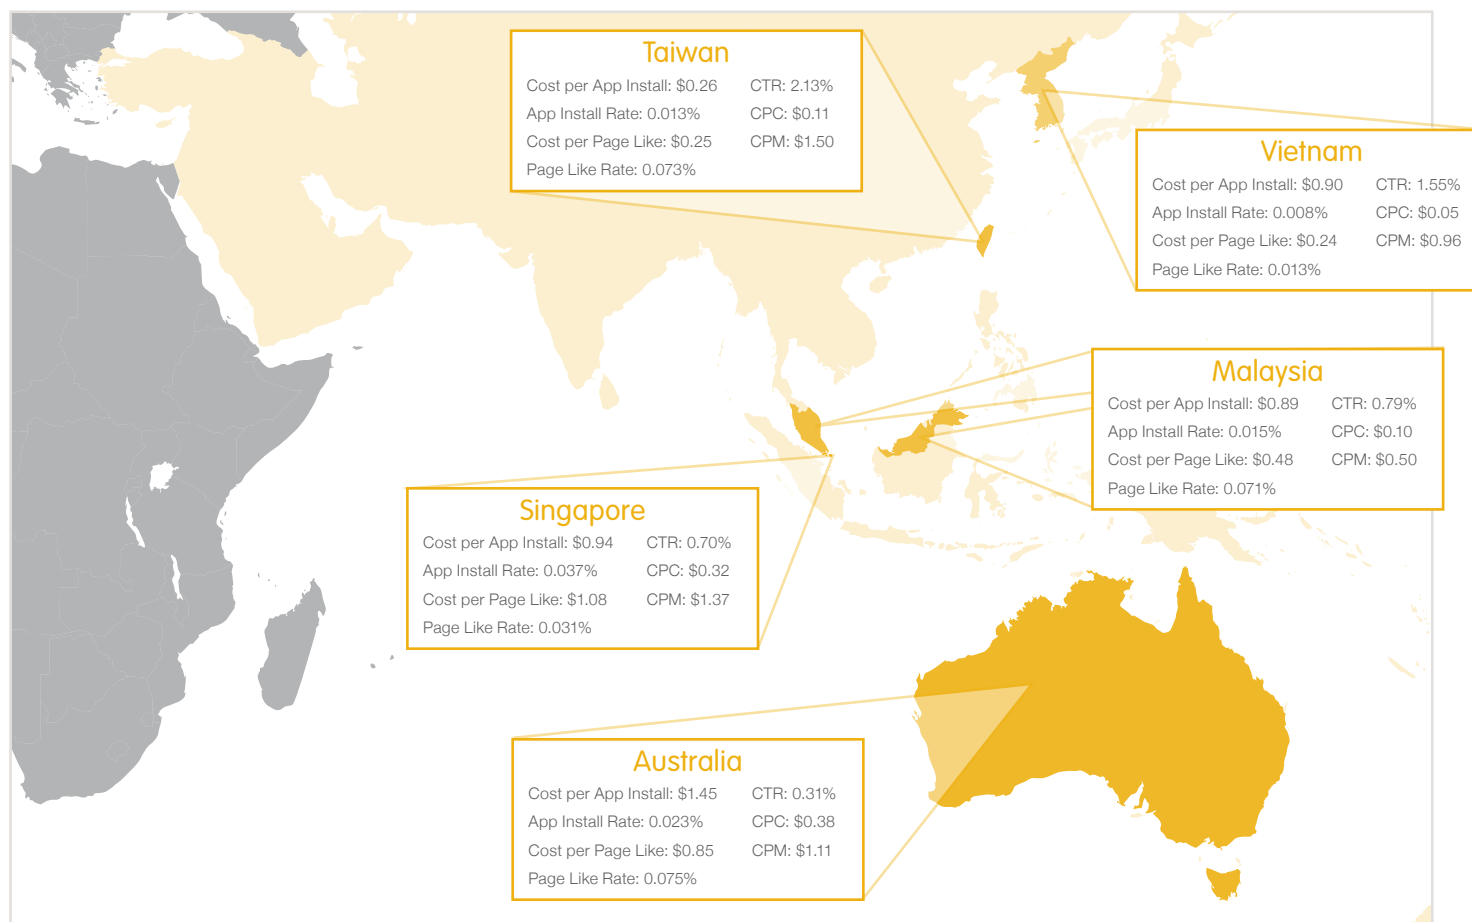 Taiwan
Cost per App Install: $0.26 CTR: 2.13%
App Install Rate: 0.013% CPC: $0.11
Cost per Page Like: $0.25 CPM: $1.50
Page Like Rate: 0.073%
Vietnam
Cost per App Install: $0.90 CTR: 1.55%
App Install Rate: 0.008% CPC: $0.05
Cost per Page Like: $0.24 CPM: $0.96
Page Like Rate: 0.013%
Malaysia
Cost per App Install: $0.89 CTR: 0.79%
App Install Rate: 0.015% CPC: $0.10
Cost per Page Like: $0.48 CPM: $0.50
Page Like Rate: 0.071%
Singapore
Cost per App Install: $0.94 CTR: 0.70%
App Install Rate: 0.037% CPC: $0.32
Cost per Page Like: $1.08 CPM: $1.37
Page Like Rate: 0.031%
Australia
Cost per App Install: $1.45 CTR: 0.31%
App Install Rate: 0.023% CPC: $0.38
Cost per Page Like: $0.85 CPM: $1.11
Page Like Rate: 0.075%